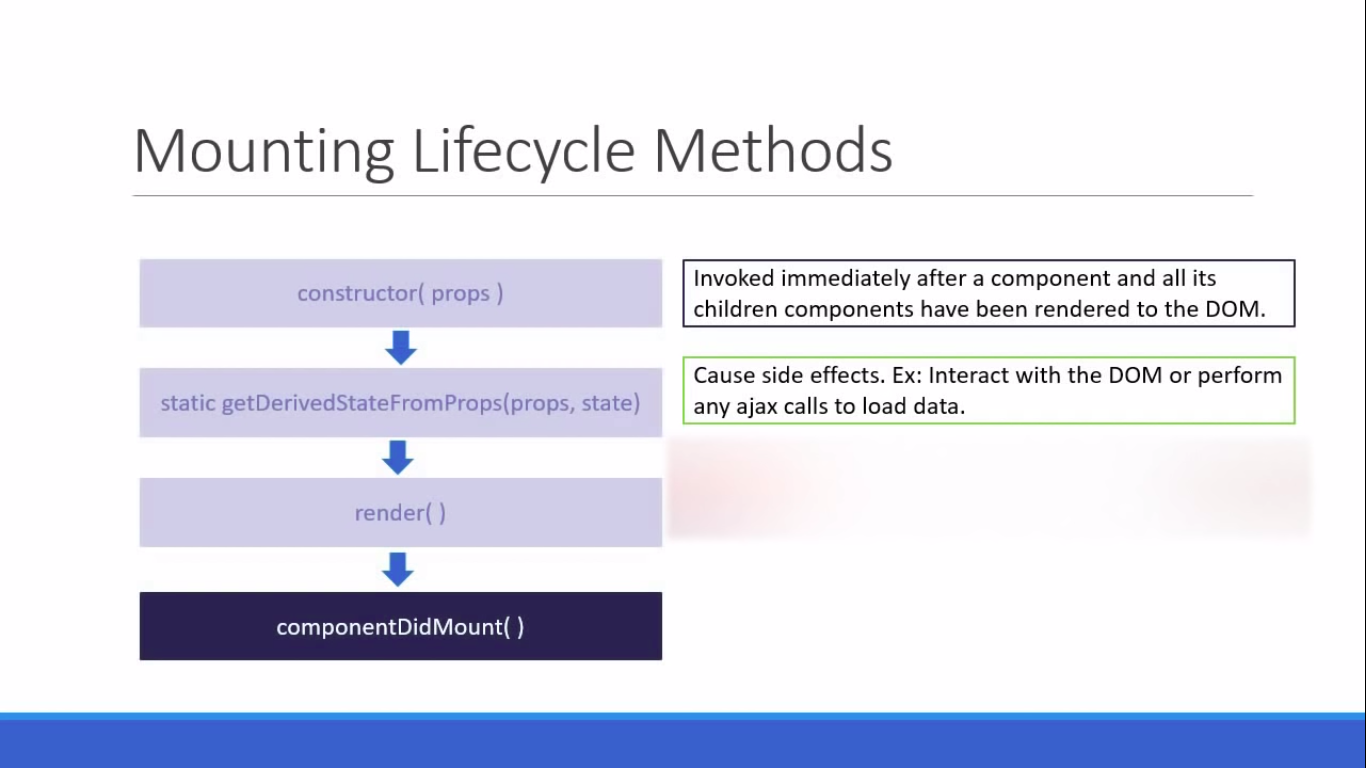 Mounting Lifecycle Methods
constructor( props )
static getDerivedStateFromProps(props, state)
render( )
componentDidMount( )
Invoked immediately after a component and all its
children components have been rendered to the DOM.
Cause side effects. Ex: Interact with the DOM or perform
any ajax calls to load data.